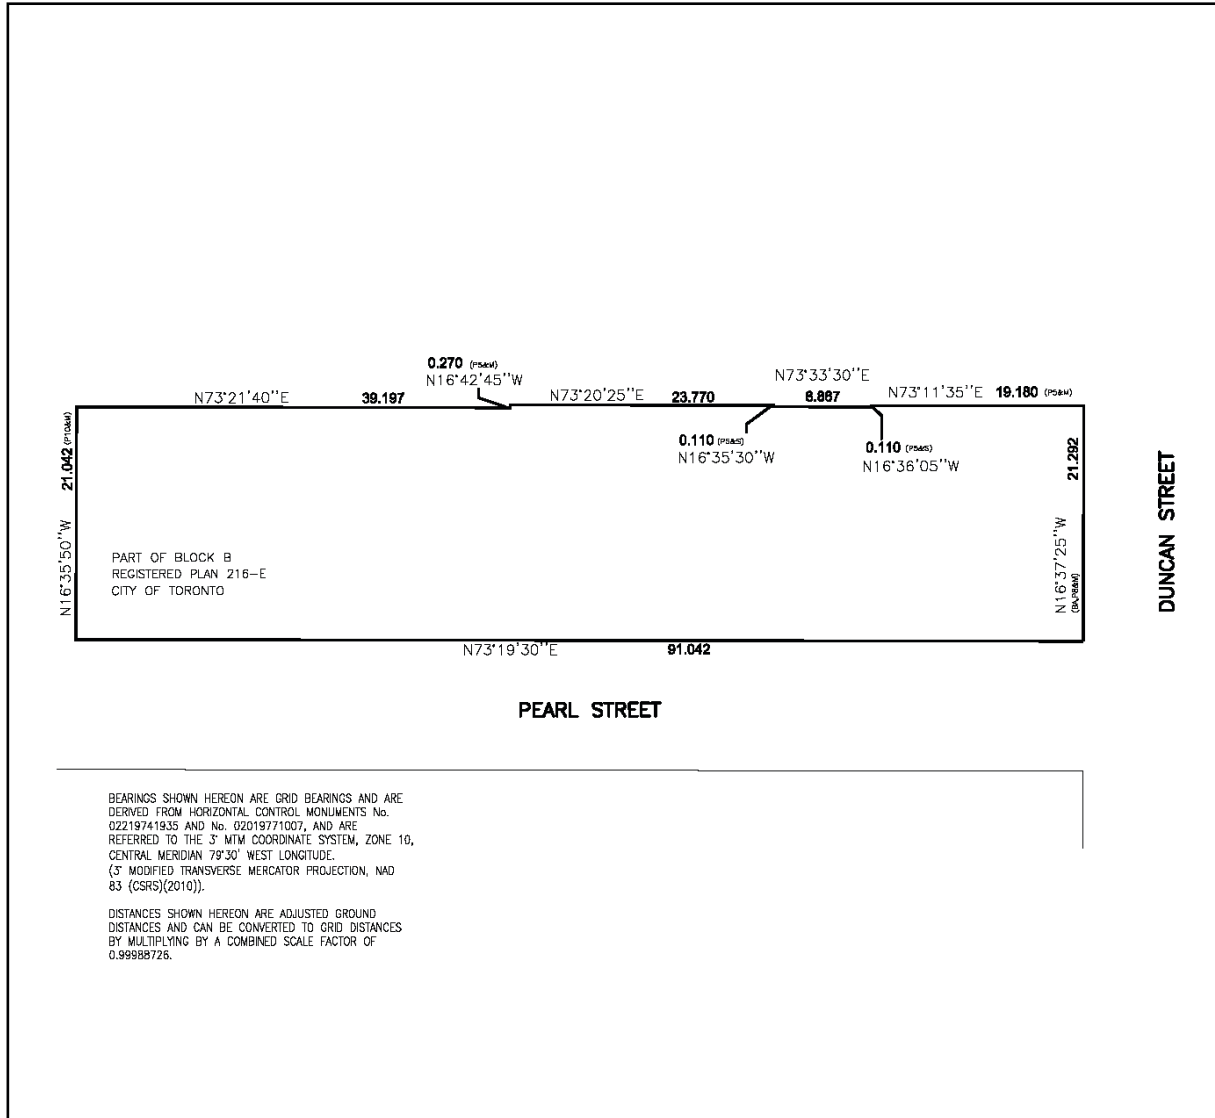 0.270 (P5&M)
N16°42'45''W
N73°33'30''E
N73°21'40''E 39.197
N73°20'25''E 23.770
8.867
N73°11'35''E 19.180 (P5&M)
0.110 (P5&S)
N16°35'30''W
0.110 (P5&S)
N16°36'05''W
N16°35'50''W 21.042 (P10&M)
21.292
N16°37'25''W
DUNCAN STREET
PART OF BLOCK B
REGISTERED PLAN 216-E
CITY OF TORONTO
N73°19'30''E 91.042
PEARL STREET
BEARINGS SHOWN HEREON ARE GRID BEARINGS AND ARE
DERIVED FROM HORIZONTAL CONTROL MONUMENTS No.
02219741935 AND No. 02019771007, AND ARE
REFERRED TO THE 3° MTM COORDINATE SYSTEM, ZONE 10,
CENTRAL MERIDIAN 79°30' WEST LONGITUDE.
(3° MODIFIED TRANSVERSE MERCATOR PROJECTION, NAD
83 (CSRS)(2010)).
DISTANCES SHOWN HEREON ARE ADJUSTED GROUND
DISTANCES AND CAN BE CONVERTED TO GRID DISTANCES
BY MULTIPLYING BY A COMBINED SCALE FACTOR OF
0.99988726.